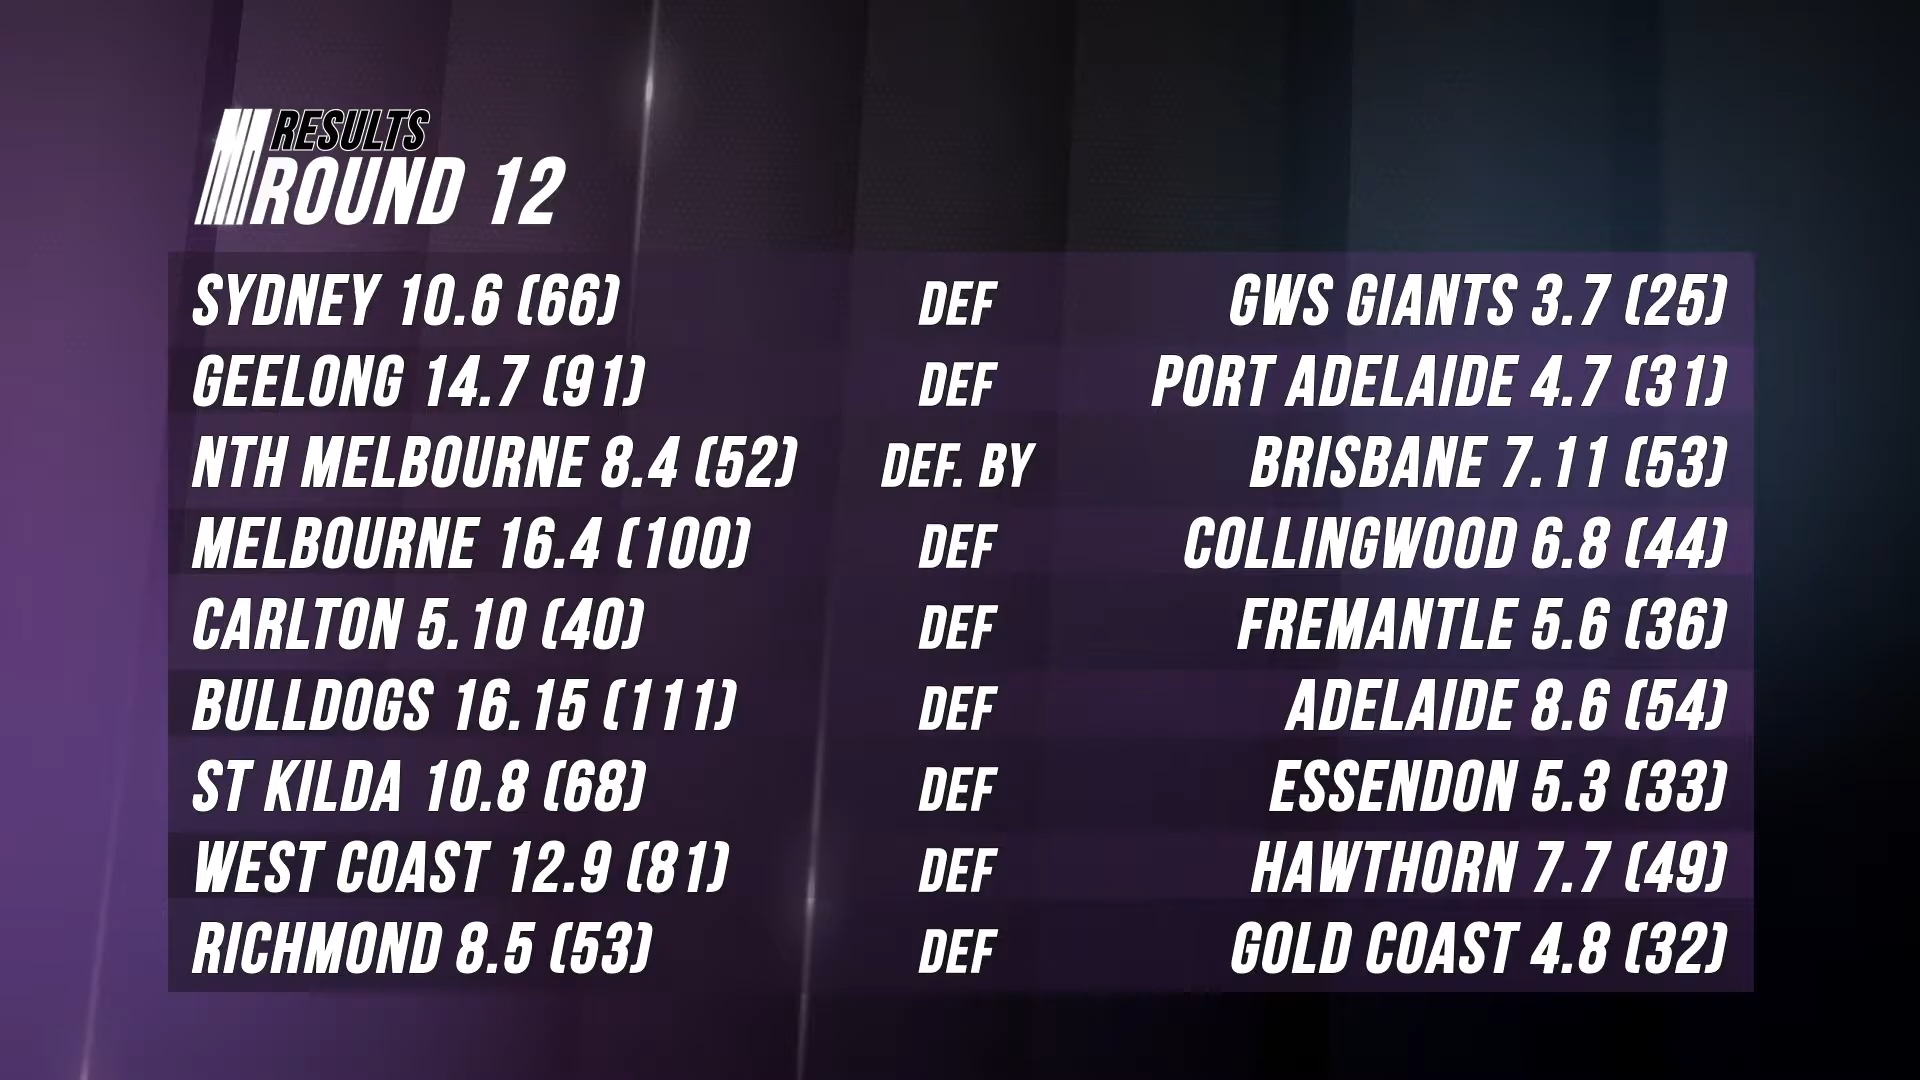 RESULTS
ROUND 12
SYDNEY 10.6 (66) DEF GWS GIANTS 3.7 (25)
GEELONG 14.7 (91) DEF PORT ADELAIDE 4.7 (31)
NTH MELBOURNE 8.4 (52) DEF. BY BRISBANE 7.11 (53)
MELBOURNE 16.4 (100) DEF COLLINGWOOD 6.8 (44)
CARLTON 5.10 (40) DEF FREMANTLE 5.6 (36)
BULLDOGS 16.15 (111) DEF ADELAIDE 8.6 (54)
ST KILDA 10.8 (68) DEF ESSENDON 5.3 (33)
WEST COAST 12.9 (81) DEF HAWTHORN 7.7 (49)
RICHMOND 8.5 (53) DEF GOLD COAST 4.8 (32)